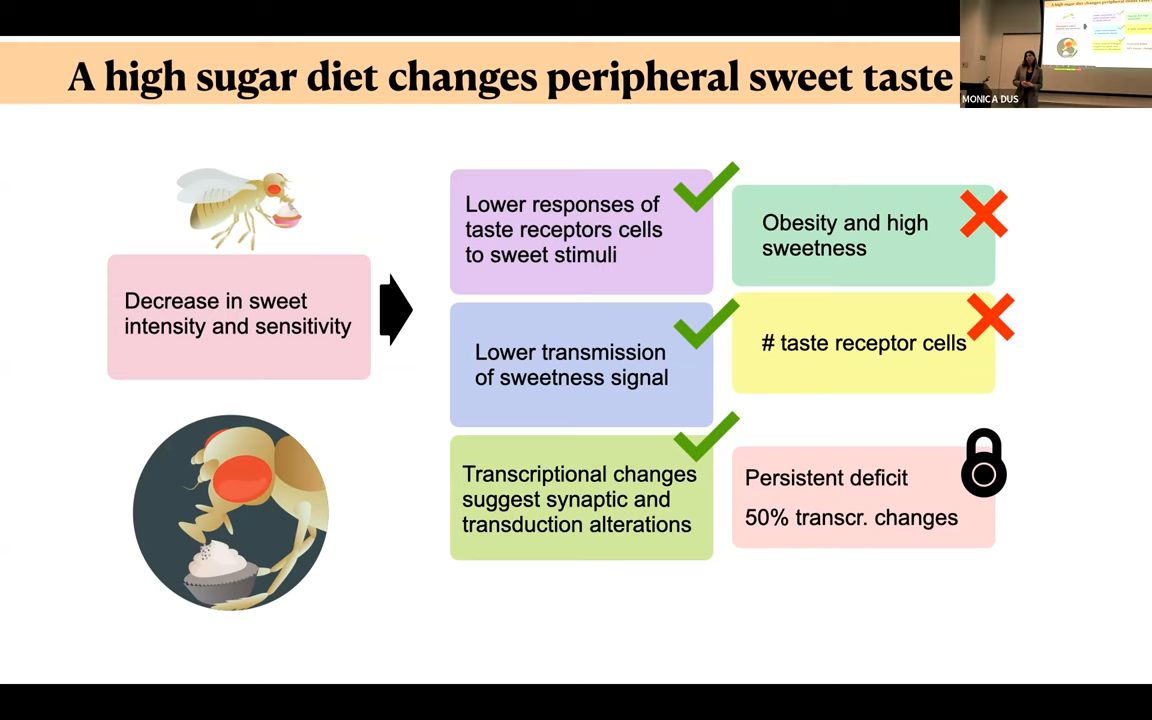 A high sugar diet changes peripheral sweet taste
MONICA DUS
Decrease in sweet
intensity and sensitivity
Lower responses of
taste receptors cells
to sweet stimuli
Lower transmission
of sweetness signal
Transcriptional changes
suggest synaptic and
transduction alterations
Obesity and high
sweetness
# taste receptor cells
Persistent deficit
50% transcr. changes